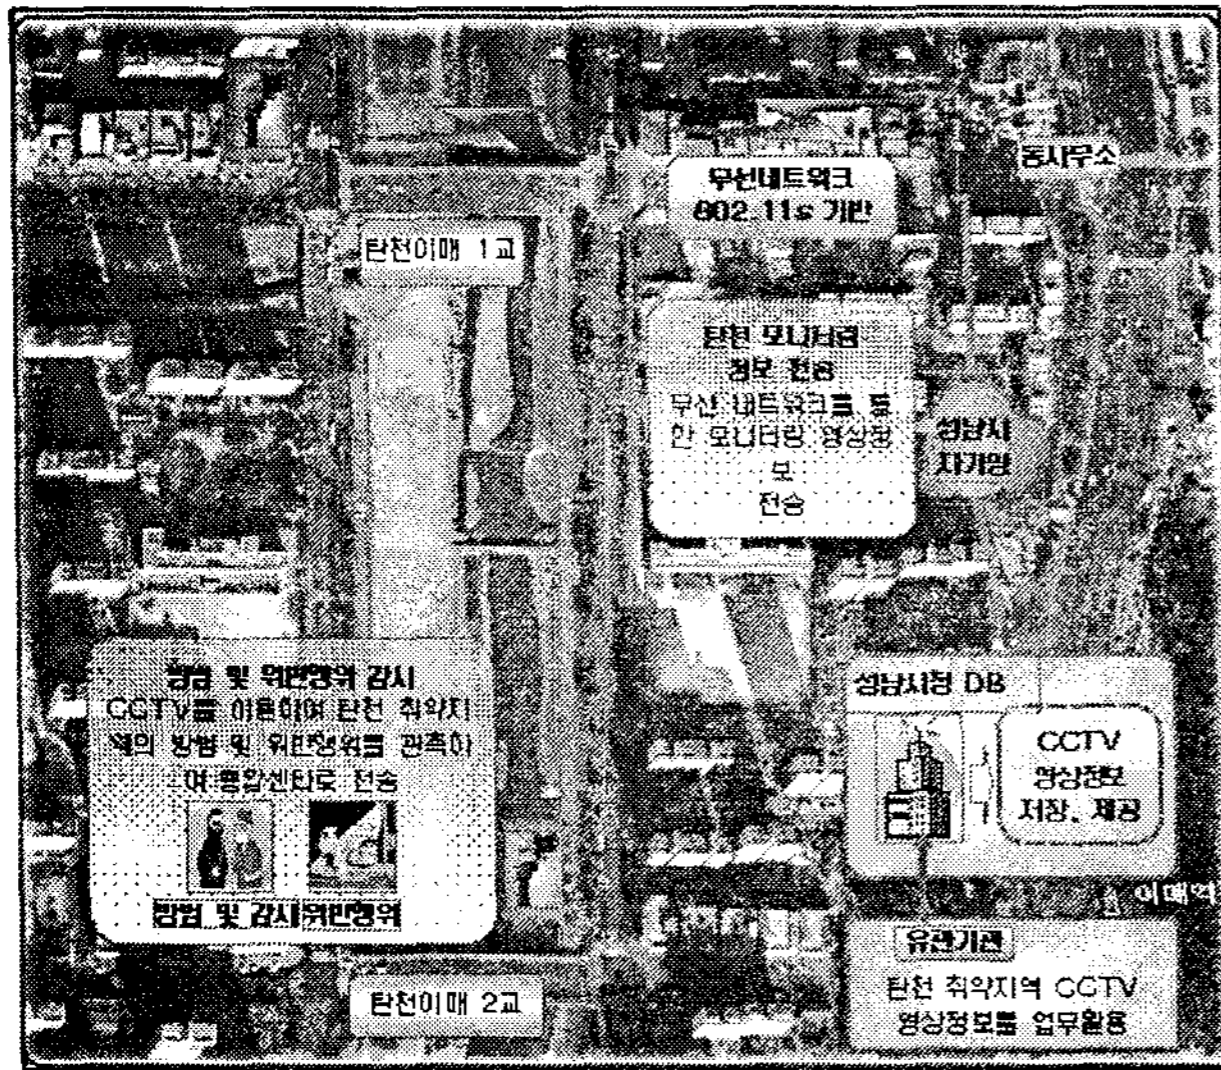 동사무소
무선네트워크
802.11s 기반
탄천이매 1교
탄천 모니터링
정보 전송
무선 네트워크를 통
한 모니터링 영상정
보
전송
성남시
자가망
방범 및 위반행위 감시
CCTV를 이용하여 탄천 취약지
역의 방범 및 위반행위를 관측하
여 통합센터로 전송
방범 및 감시 위반행위
성남시청 DB
CCTV
영상정보
저장, 제공
이매역
유관기관
탄천 취약지역 CCTV
영상정보를 업무활용
탄천이매 2교